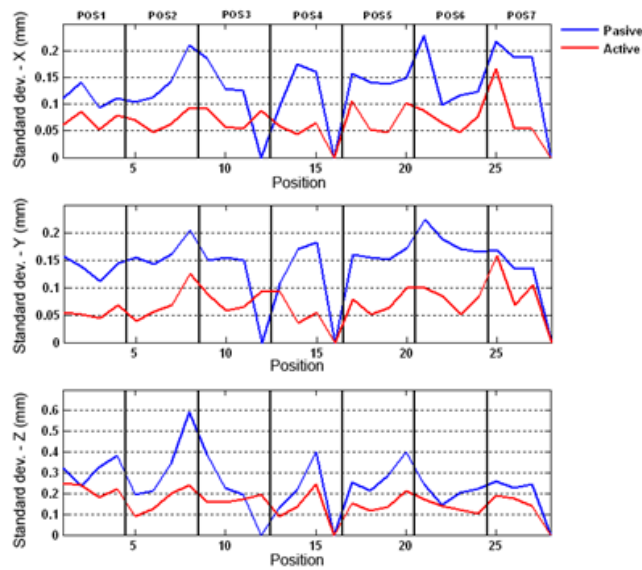 POS1 POS2 POS3 POS4 POS5 POS6 POS7
Pasive
Active
Standard dev. - X (mm)
0.2
0.15
0.1
0.05
0
5 10 15 20 25
Position
Standard dev. - Y (mm)
0.2
0.15
0.1
0.05
0
5 10 15 20 25
Position
Standard dev. - Z (mm)
0.6
0.5
0.4
0.3
0.2
0.1
0
5 10 15 20 25
Position